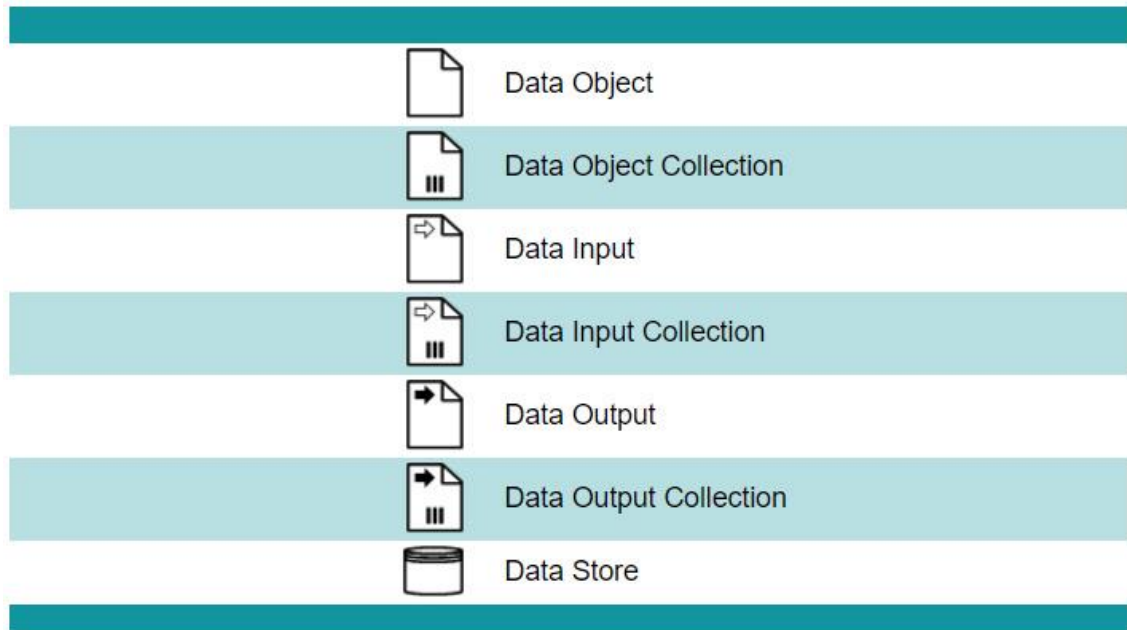 Data Object
Data Object Collection
Data Input
Data Input Collection
Data Output
Data Output Collection
Data Store